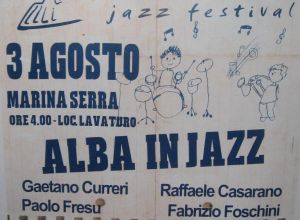 jazz festival
3 AGOSTO
MARINA SERRA
ORE 4.00 - LOC. LAVATURO
ALBA IN JAZZ
Gaetano Curreri
Raffaele Casarano
Paolo Fresu
Fabrizio Foschini